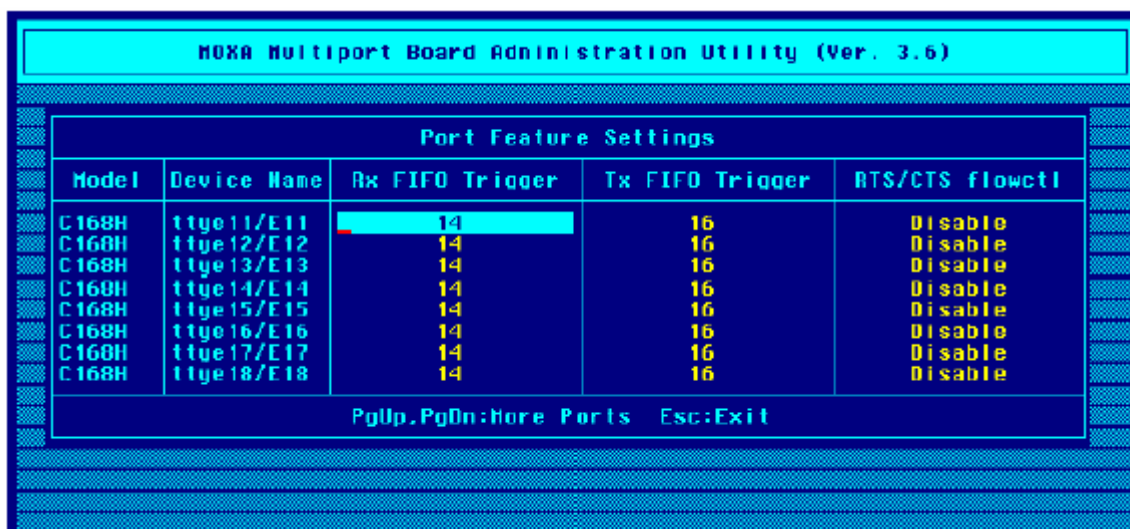 MOXA Multiport Board Administration Utility (Ver. 3.6)
Port Feature Settings
Model Device Name Rx FIFO Trigger Tx FIFO Trigger RTS/CTS flowctl
C168H ttye11/E11 14 16 Disable
C168H ttye12/E12 14 16 Disable
C168H ttye13/E13 14 16 Disable
C168H ttye14/E14 14 16 Disable
C168H ttye15/E15 14 16 Disable
C168H ttye16/E16 14 16 Disable
C168H ttye17/E17 14 16 Disable
C168H ttye18/E18 14 16 Disable
PgUp,PgDn:More Ports Esc:Exit